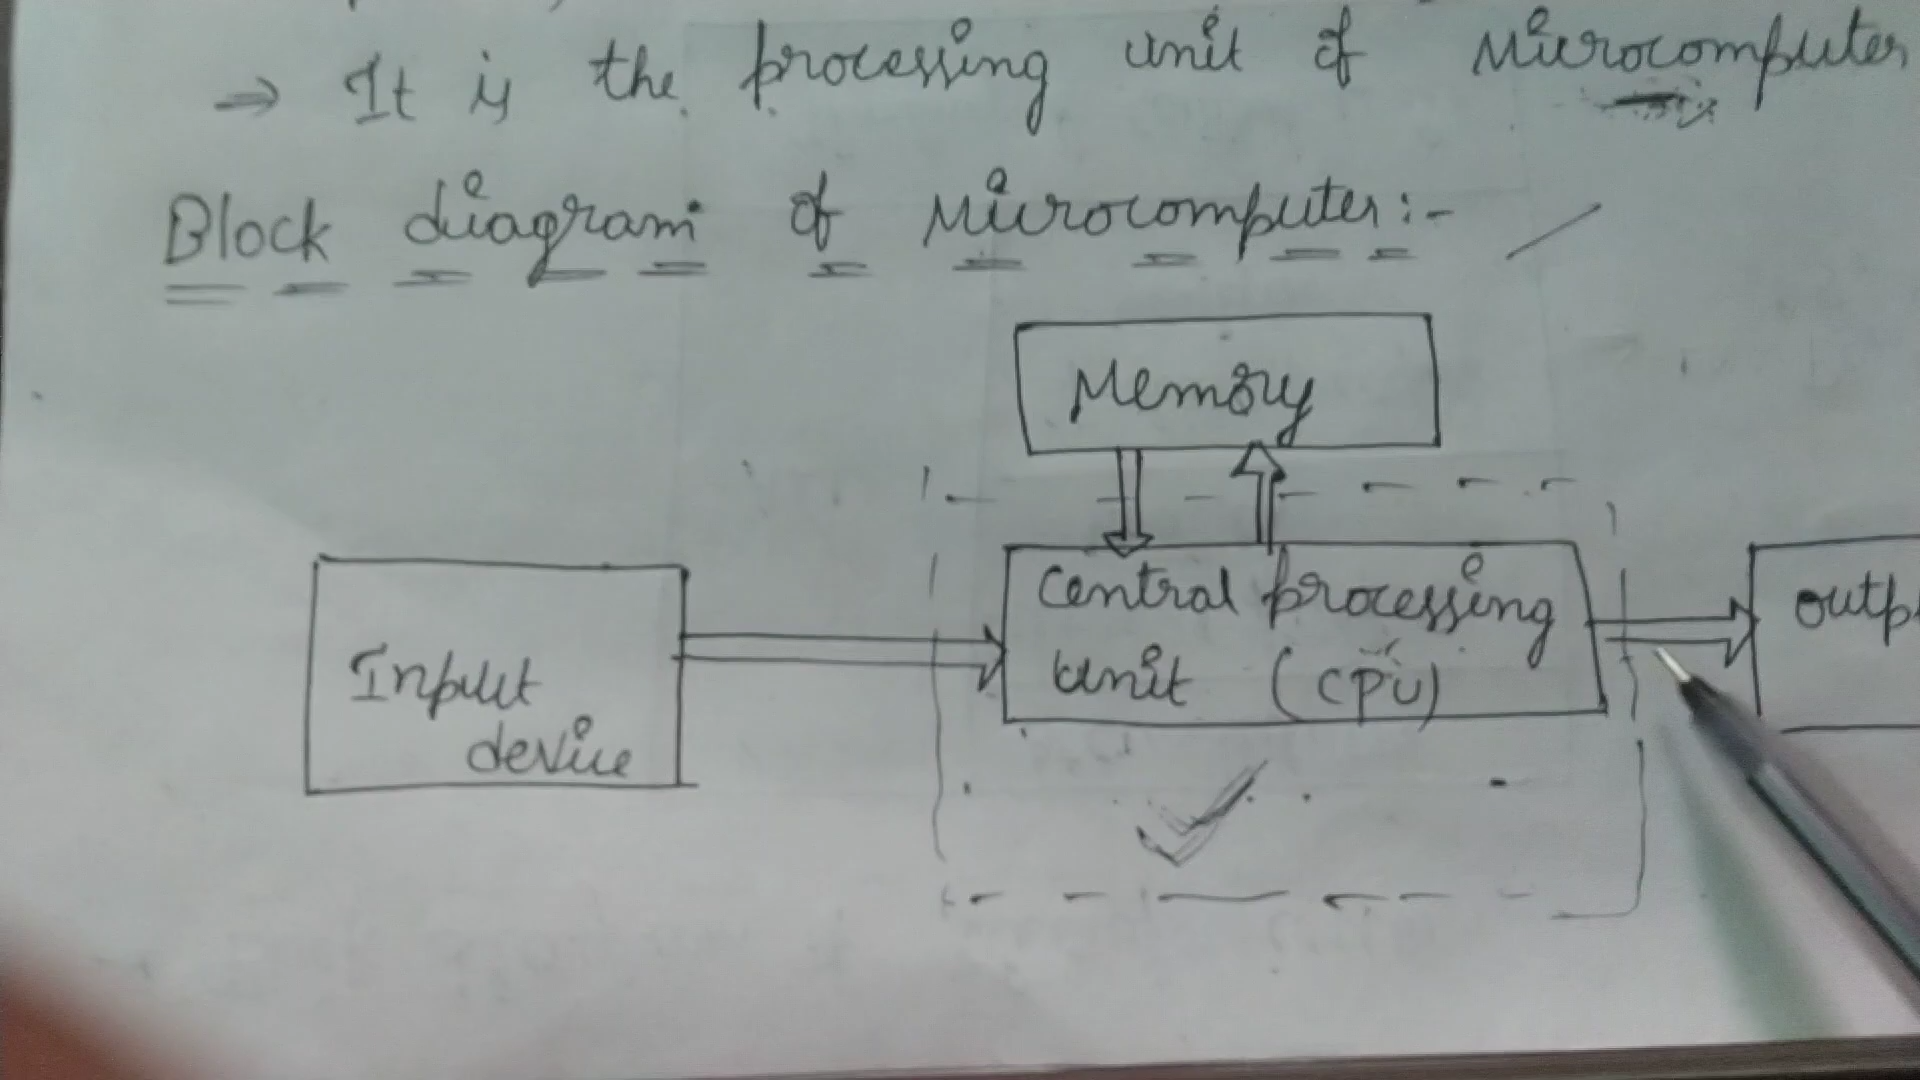 ⇒ It is the processing unit of Microcomputer
Block diagram of Microcomputer:-
Memory
Central processing
unit (CPU)
Input
device
outp